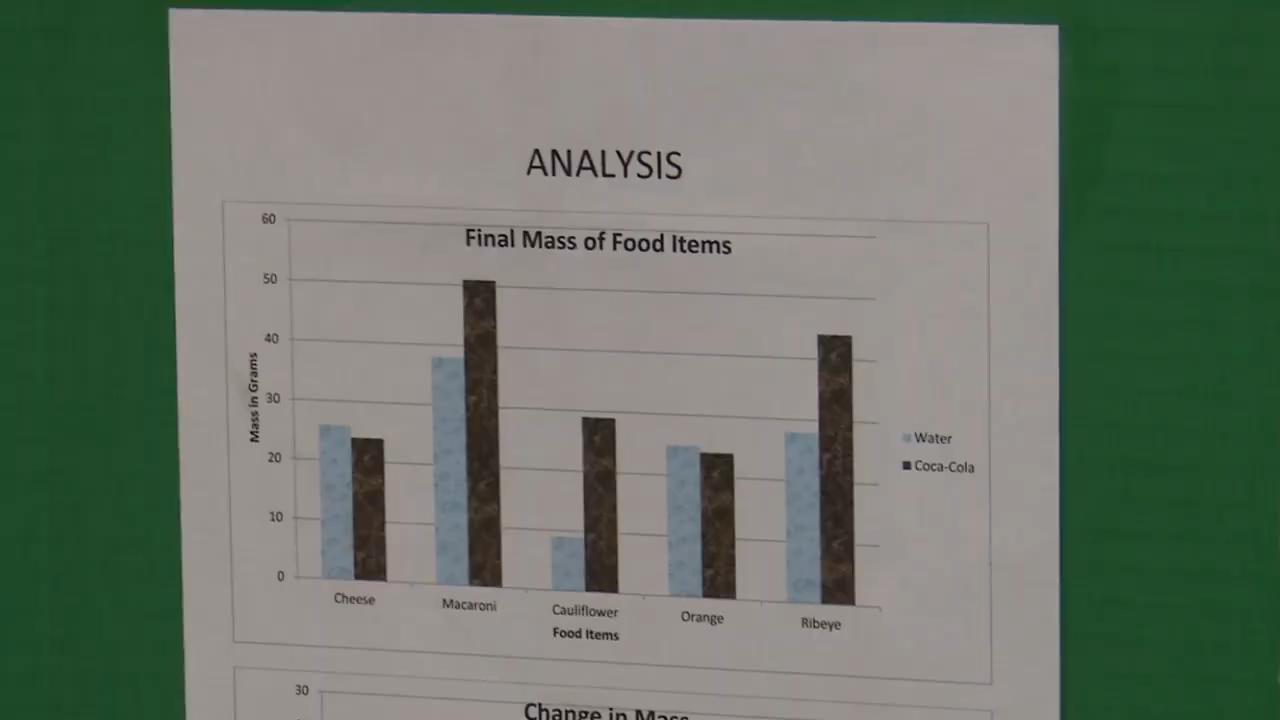 ANALYSIS
Final Mass of Food Items
60
50
40
30
20
10
0
Mass in Grams
Cheese
Macaroni
Cauliflower
Orange
Ribeye
Food Items
Water
Coca-Cola
30
Change in Mass